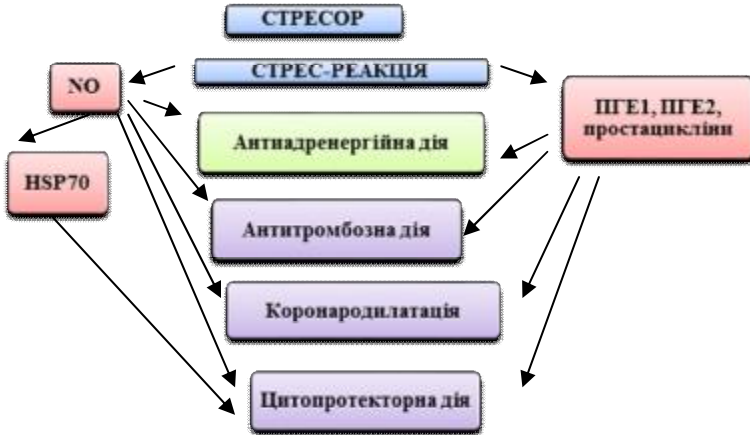 СТРЕСОР
СТРЕС-РЕАКЦІЯ
NO
ПГЕ1, ПГЕ2,
простацикліни
Антиадренергійна дія
HSP70
Антитромбозна дія
Коронародилатація
Цитопротекторна дія